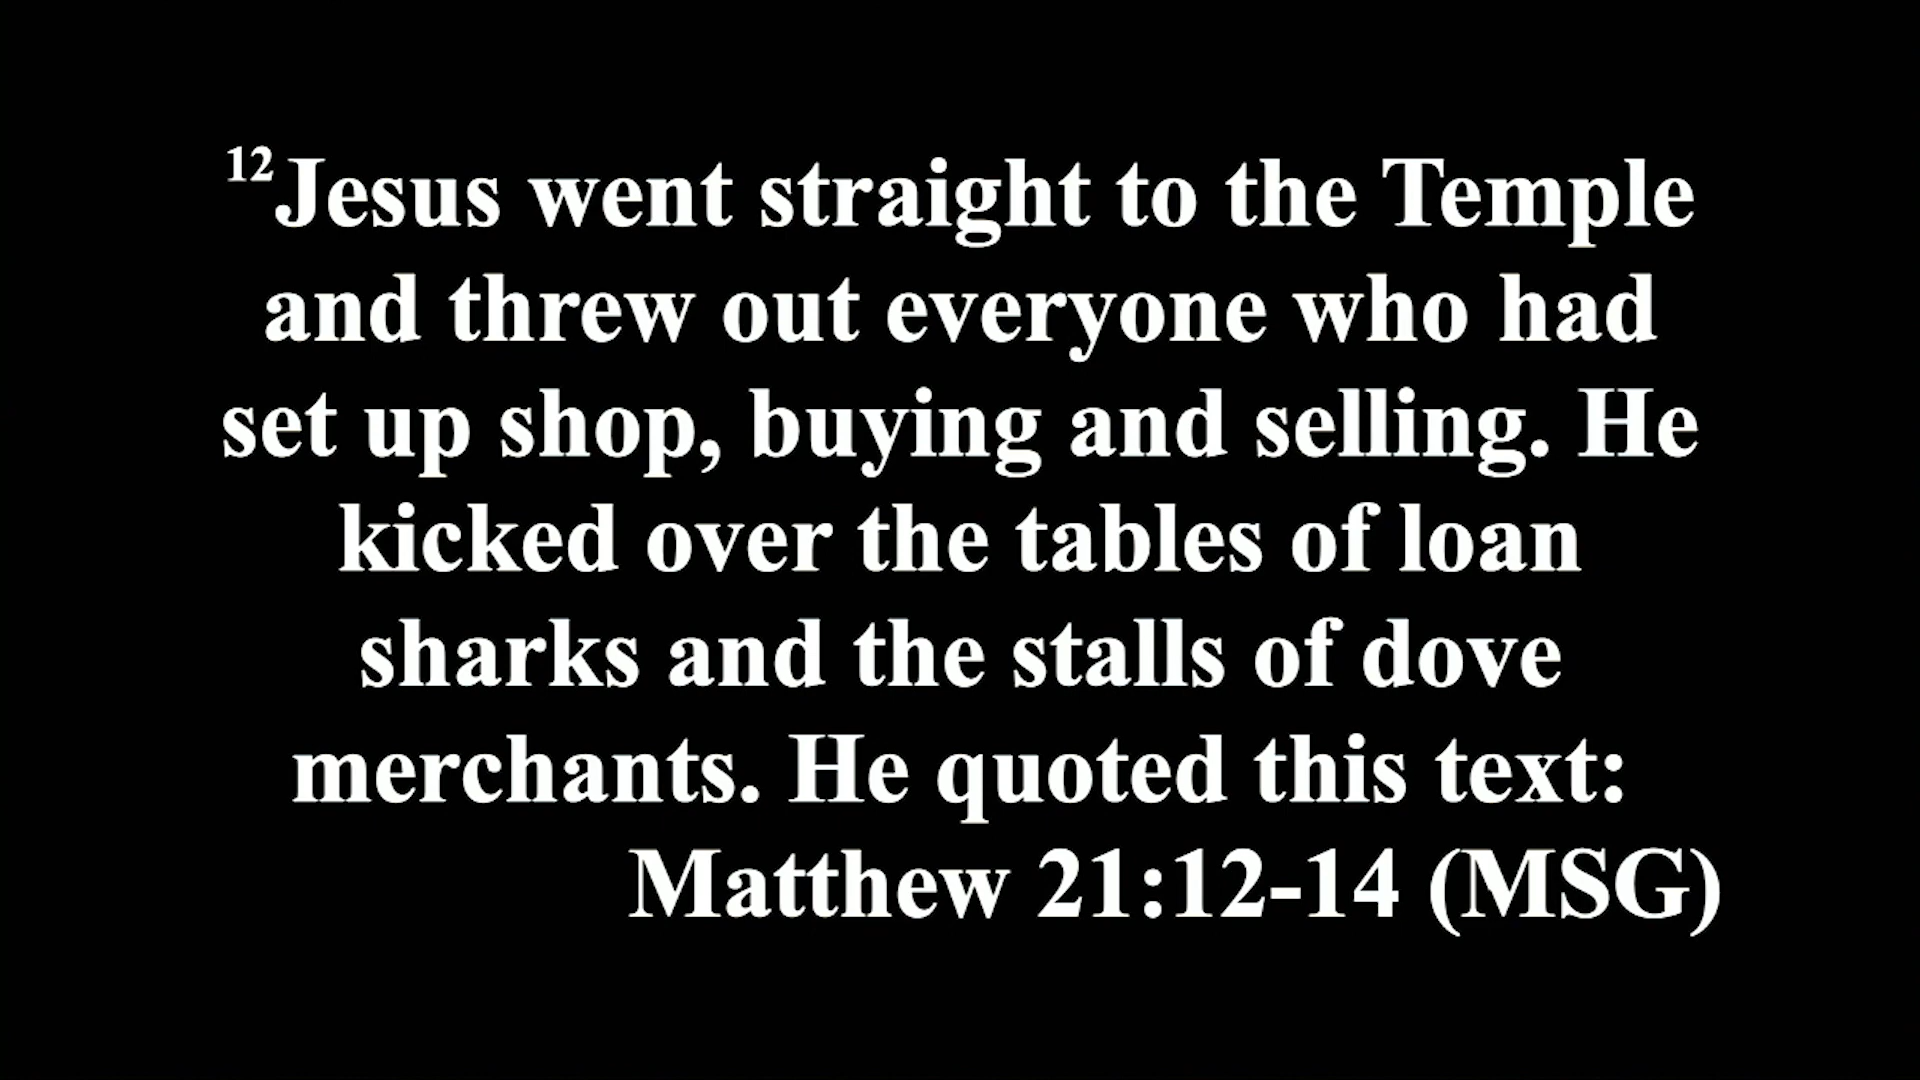 12Jesus went straight to the Temple
and threw out everyone who had
set up shop, buying and selling. He
kicked over the tables of loan
sharks and the stalls of dove
merchants. He quoted this text:
Matthew 21:12-14 (MSG)